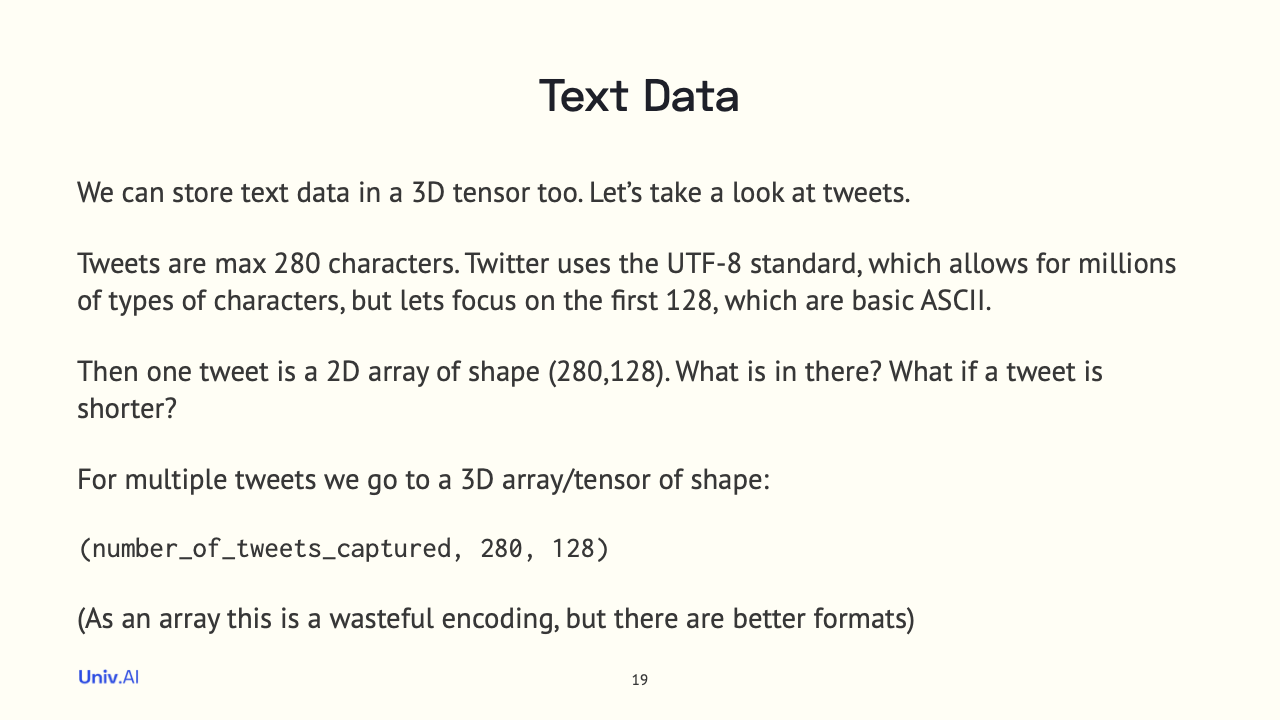 Text Data
We can store text data in a 3D tensor too. Let’s take a look at tweets.
Tweets are max 280 characters. Twitter uses the UTF-8 standard, which allows for millions
of types of characters, but lets focus on the first 128, which are basic ASCII.
Then one tweet is a 2D array of shape (280,128). What is in there? What if a tweet is
shorter?
For multiple tweets we go to a 3D array/tensor of shape:
(number_of_tweets_captured, 280, 128)
(As an array this is a wasteful encoding, but there are better formats)
Univ.AI
19